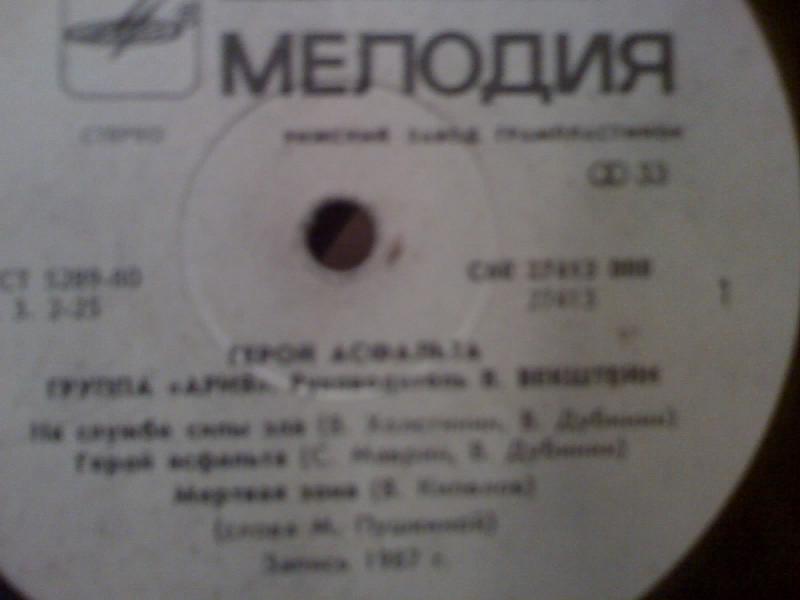 МЕЛОДИЯ
СТЕРЕО
РИЖСКИЙ ЗАВОД ГРАМПЛАСТИНОК
33
СТ 5289-80
С60 27413 000
3. 2-25
27413
1
ГЕРОЙ АСФАЛЬТА
ГРУППА «АРИЯ». Руководитель В. ВЕКШТЕЙН
На службе силы зла (В. Холстинин, В. Дубинин)
Герой асфальта (С. Маврин, В. Дубинин)
Мертвая зона (В. Кипелов)
(слова М. Пушкиной)
Запись 1987 г.